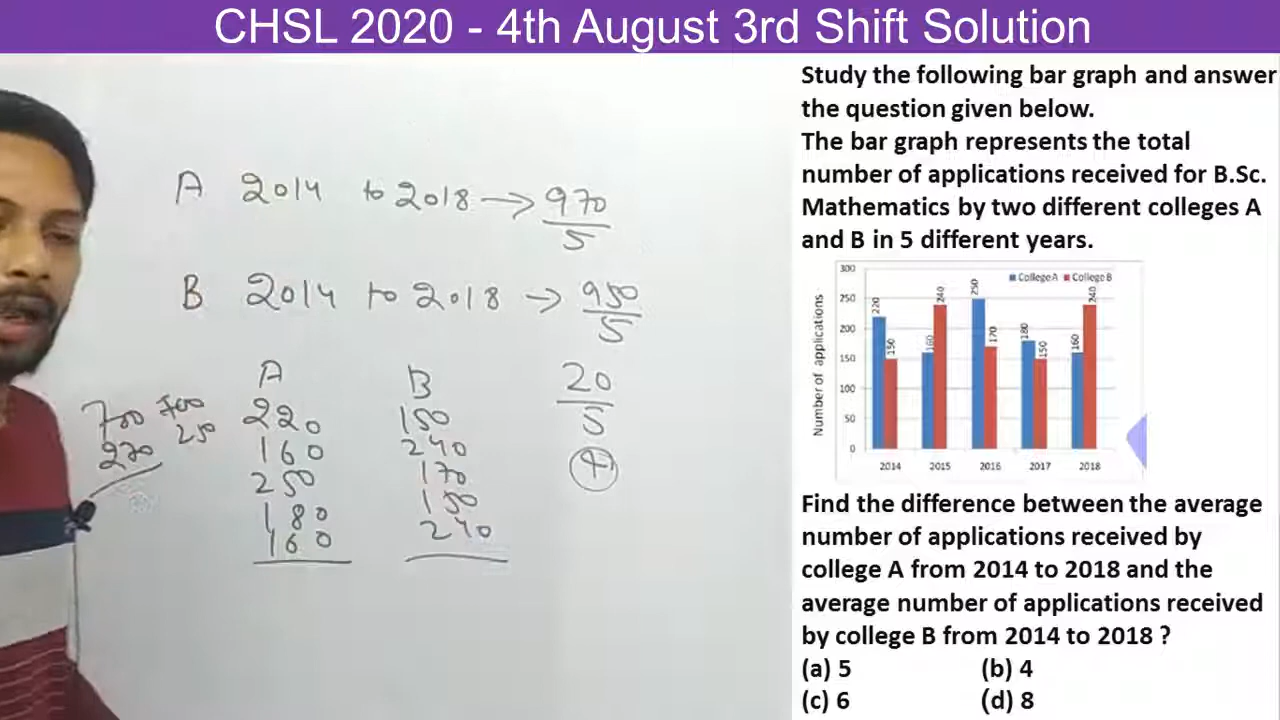 CHSL 2020 - 4th August 3rd Shift Solution
A 2014 to 2018 → 970/5
B 2014 to 2018 → 950/5
A
220
160
250
180
160
B
150
240
170
150
240
20/5
4
700 700
270 250
Study the following bar graph and answer
the question given below.
The bar graph represents the total
number of applications received for B.Sc.
Mathematics by two different colleges A
and B in 5 different years.
College A College B
Number of applications
300
250
200
150
100
50
0
220 150 160 240 250 170 180 150 160 240
2014 2015 2016 2017 2018
Find the difference between the average
number of applications received by
college A from 2014 to 2018 and the
average number of applications received
by college B from 2014 to 2018 ?
(a) 5 (b) 4
(c) 6 (d) 8